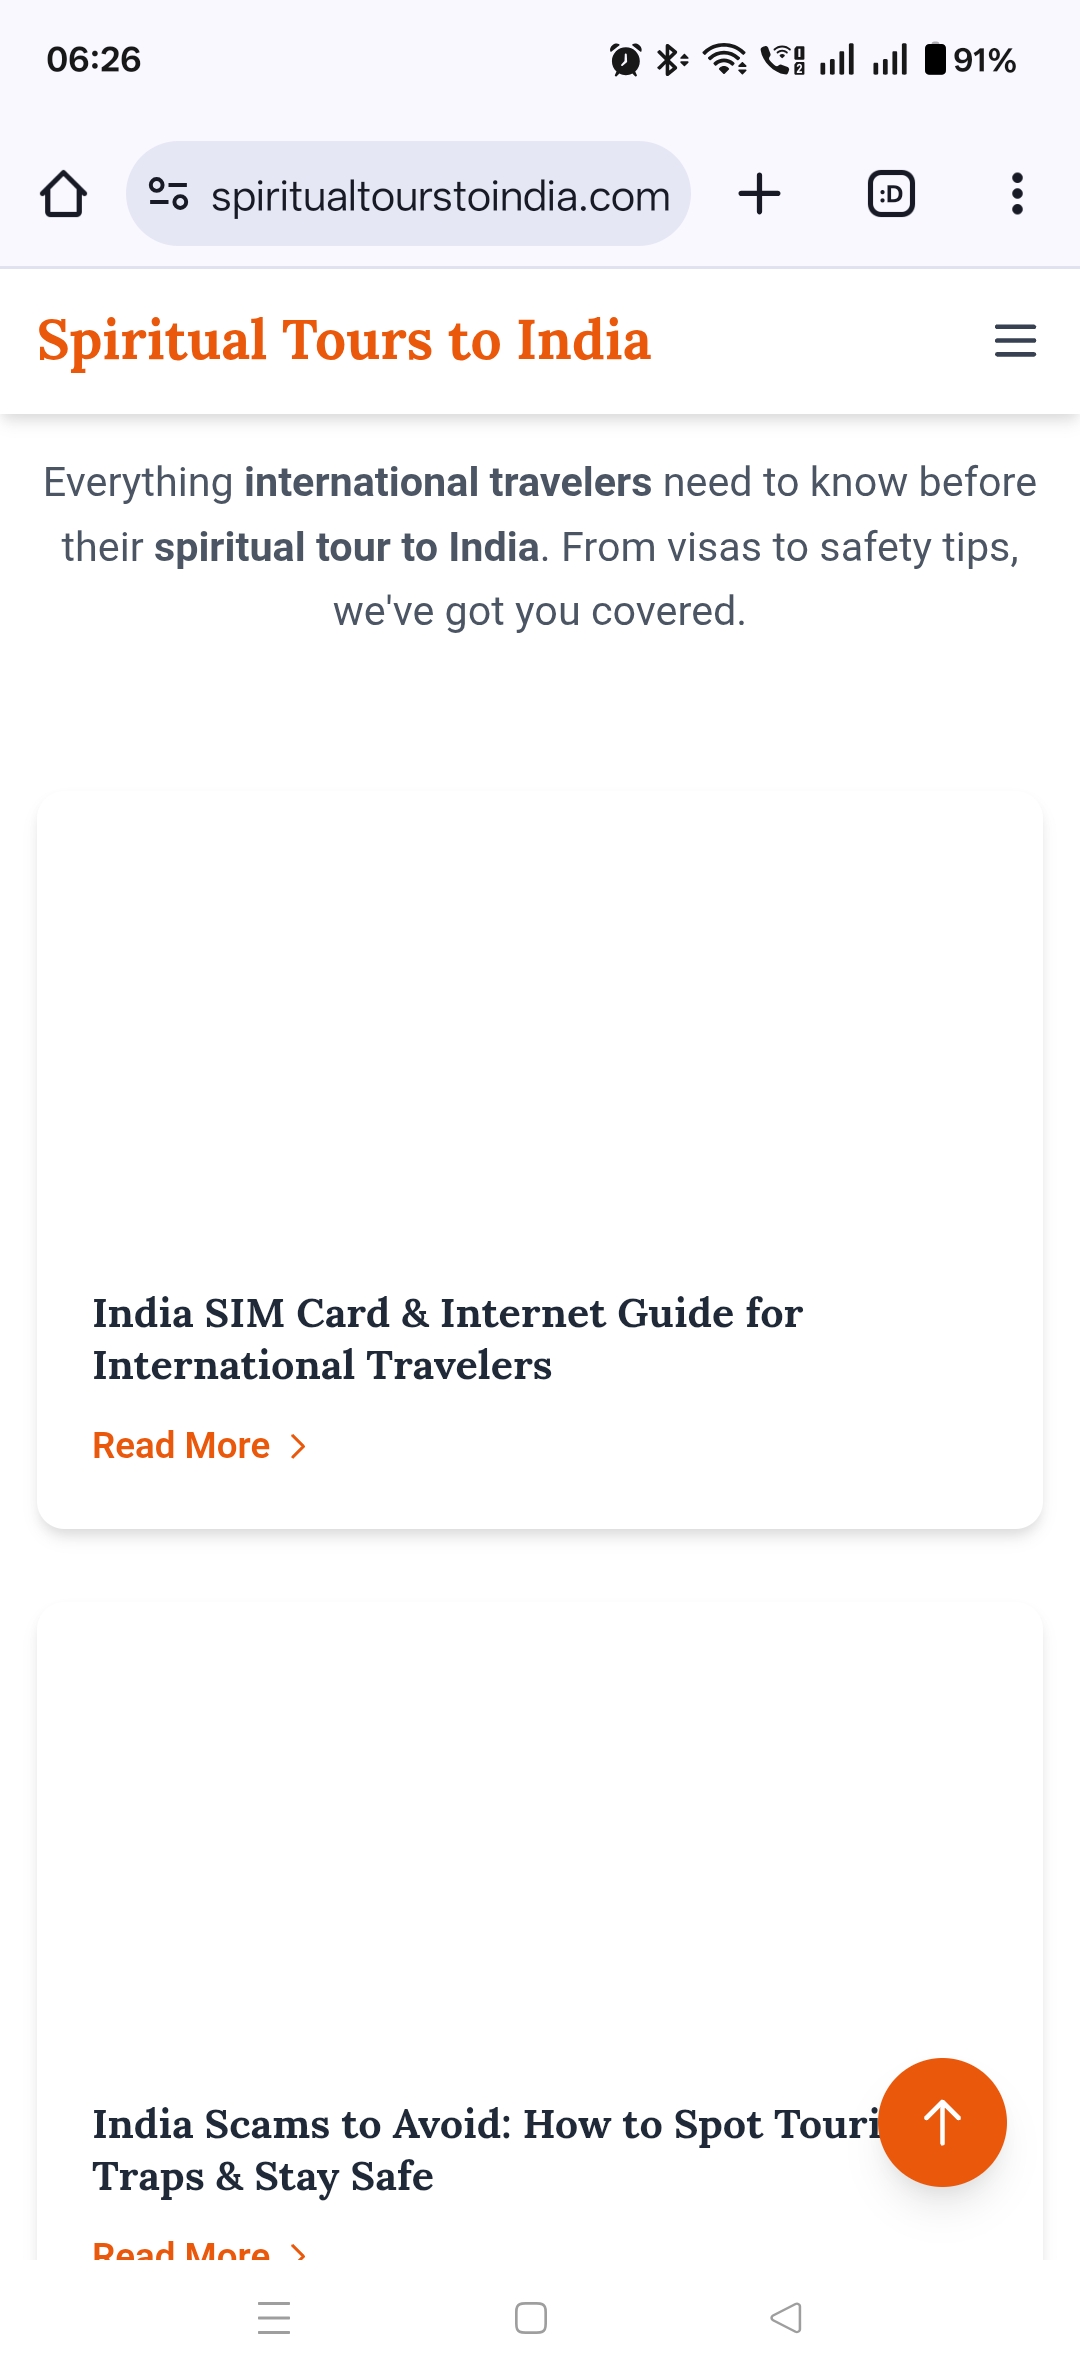 06:26
91%
spiritualtourstoindia.com
:D
Spiritual Tours to India
Everything international travelers need to know before
their spiritual tour to India. From visas to safety tips,
we've got you covered.
India SIM Card & Internet Guide for
International Travelers
Read More
India Scams to Avoid: How to Spot Touri
Traps & Stay Safe
Read More